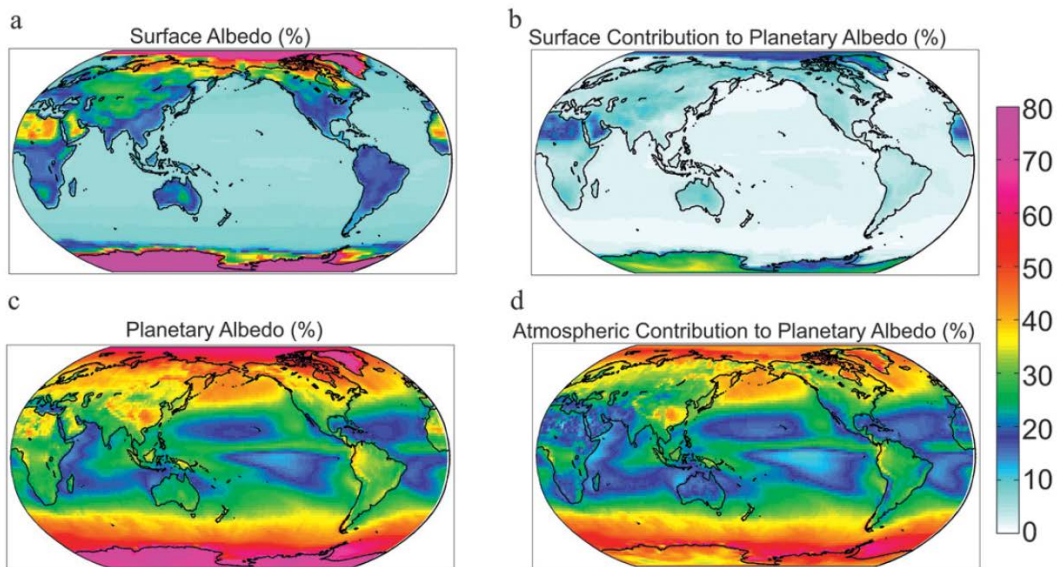 a
Surface Albedo (%)
b
Surface Contribution to Planetary Albedo (%)
80
70
60
50
40
30
20
10
0
c
Planetary Albedo (%)
d
Atmospheric Contribution to Planetary Albedo (%)